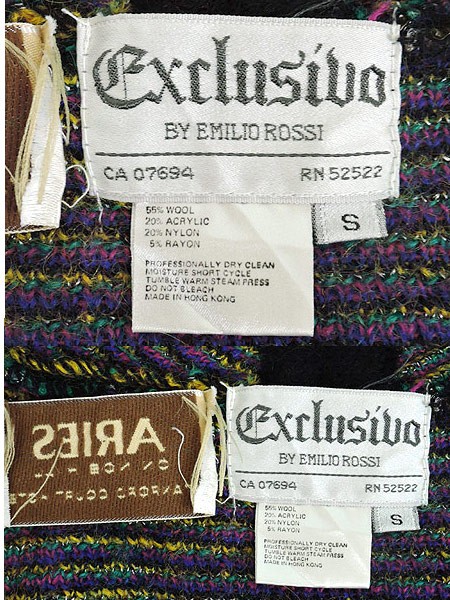 Exclusivo
BY EMILIO ROSSI
CA 07694 RN 52522
55% WOOL
20% ACRYLIC
20% NYLON
5% RAYON
S
PROFESSIONALLY DRY CLEAN
MOISTURE SHORT CYCLE
TUMBLE WARM STEAM PRESS
DO NOT BLEACH
MADE IN HONG KONG
ARIES
Exclusivo
BY EMILIO ROSSI
CA 07694 RN 52522
55% WOOL
20% ACRYLIC
20% NYLON
5% RAYON
S
PROFESSIONALLY DRY CLEAN
MOISTURE SHORT CYCLE
TUMBLE WARM STEAM PRESS
DO NOT BLEACH
MADE IN HONG KONG